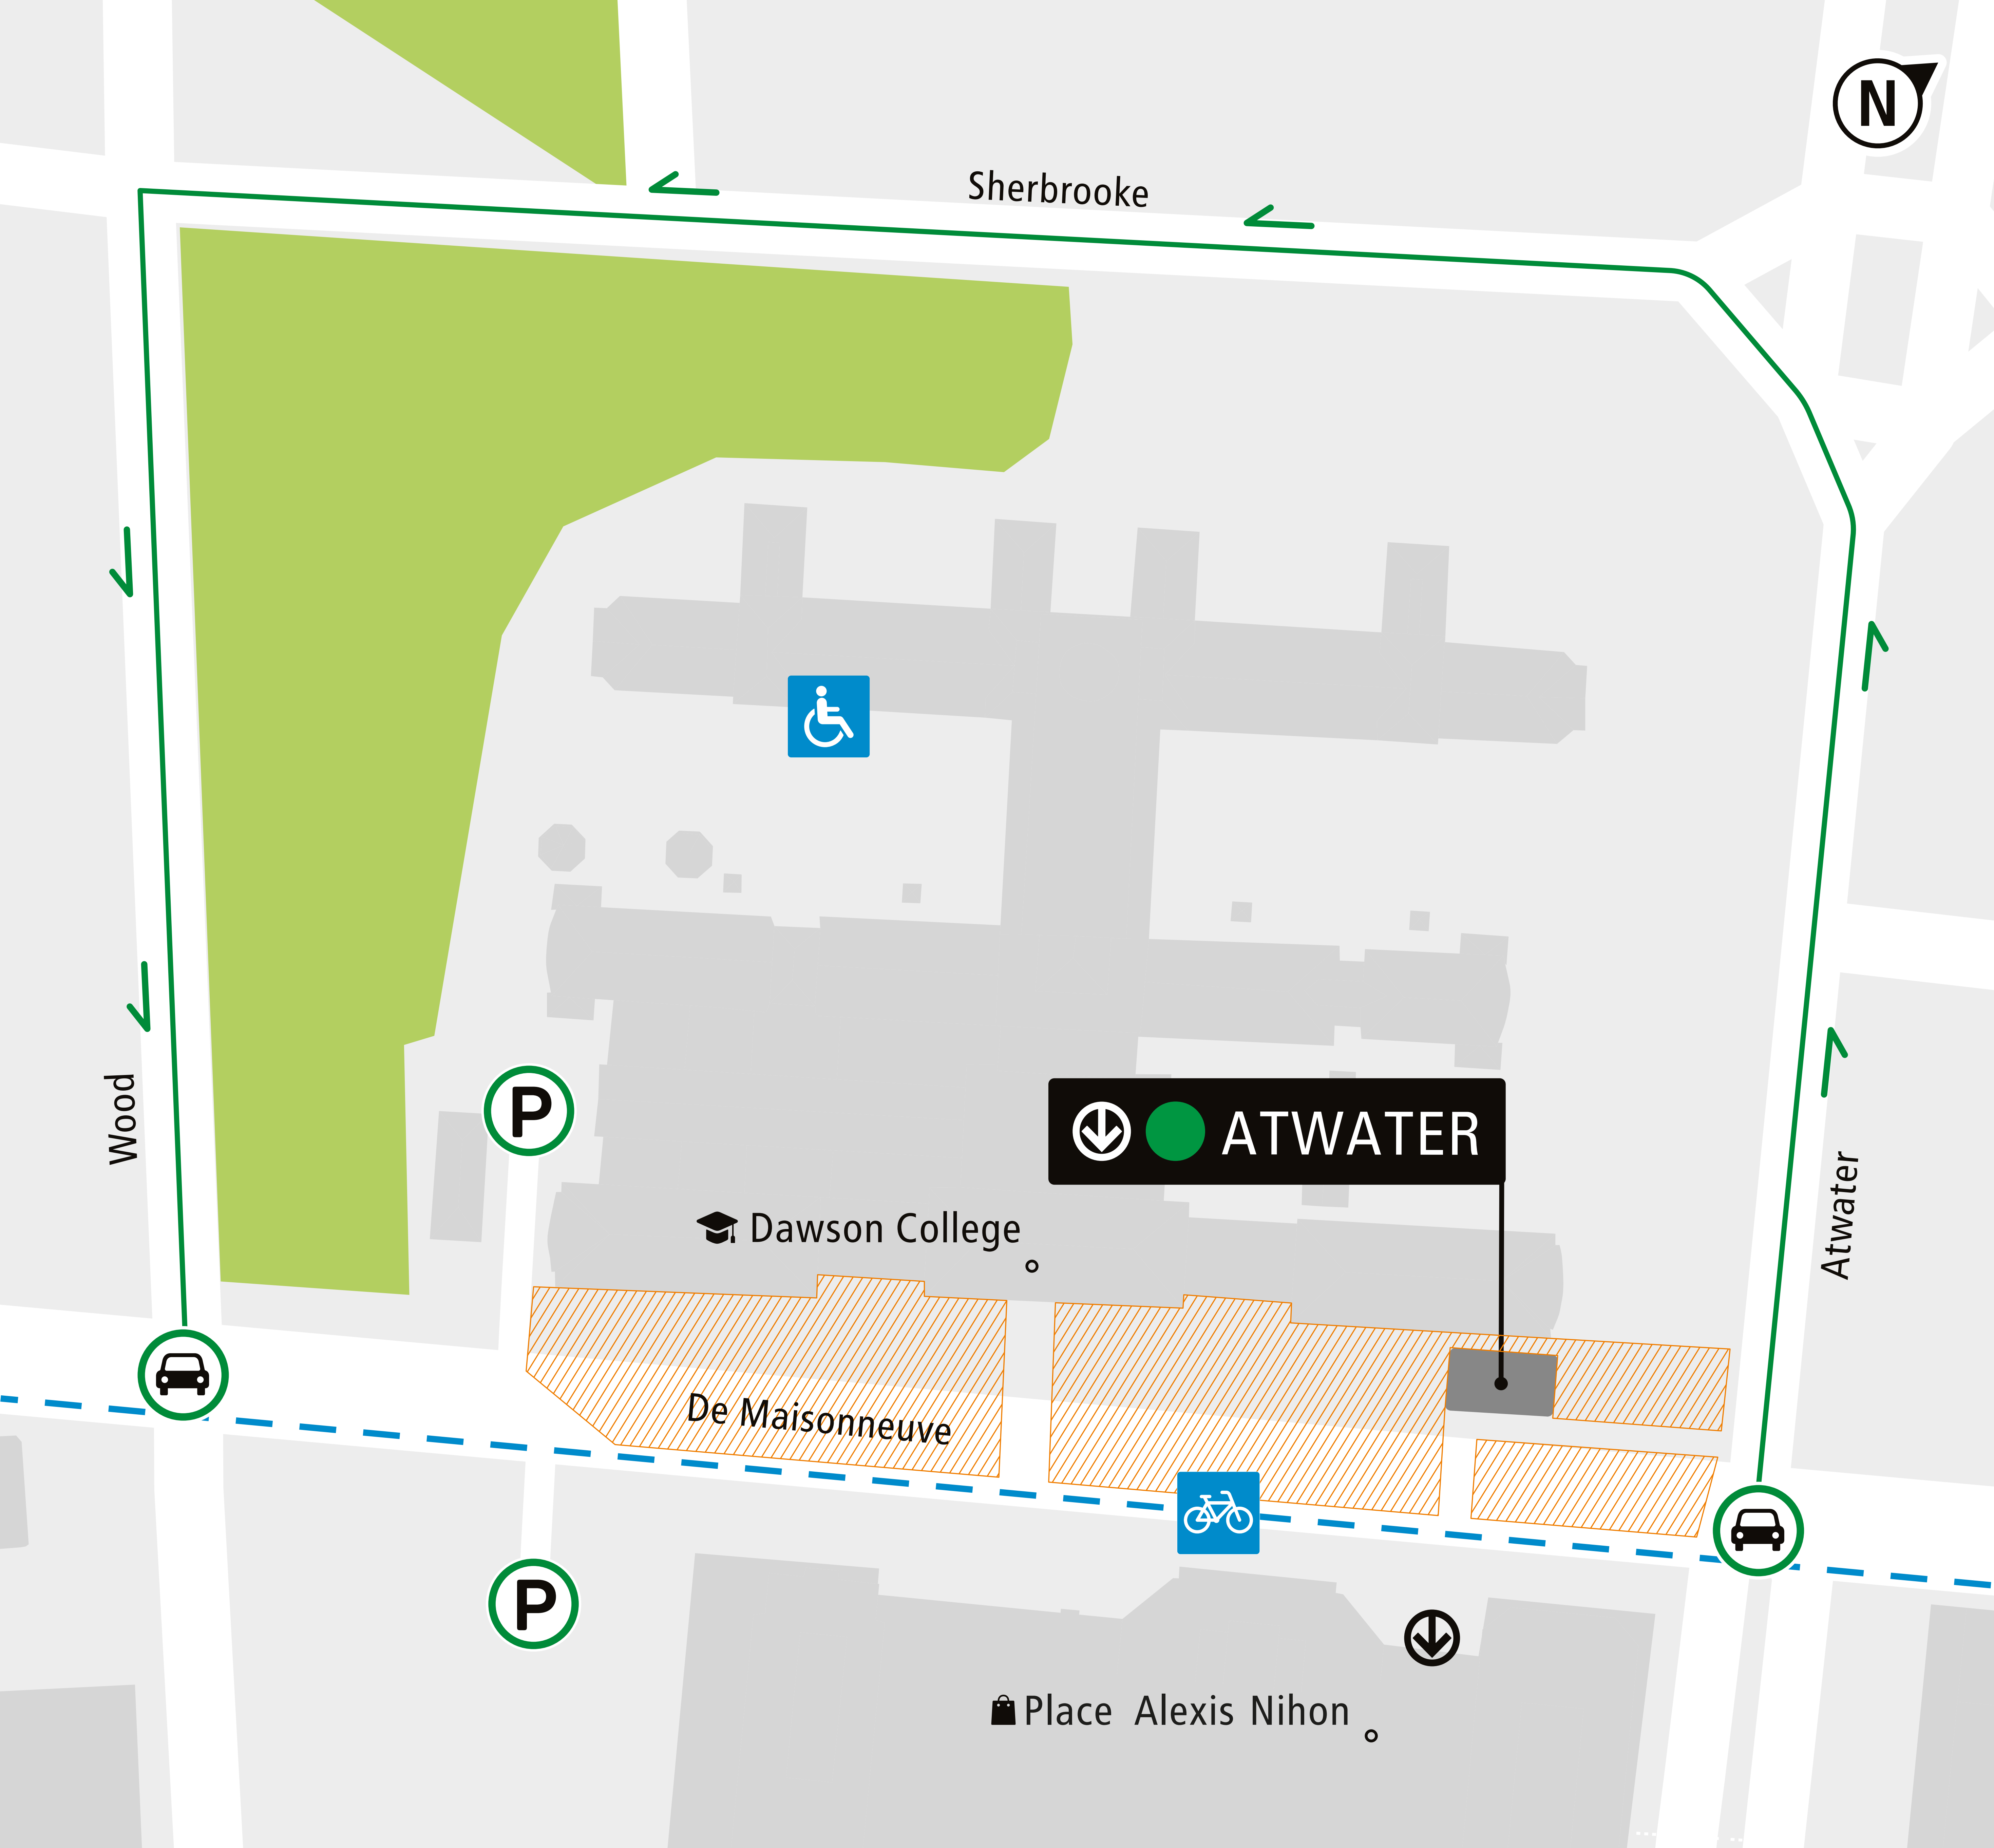 N
Sherbrooke
Wood
P
ATWATER
Dawson College
Atwater
De Maisonneuve
P
Place Alexis Nihon